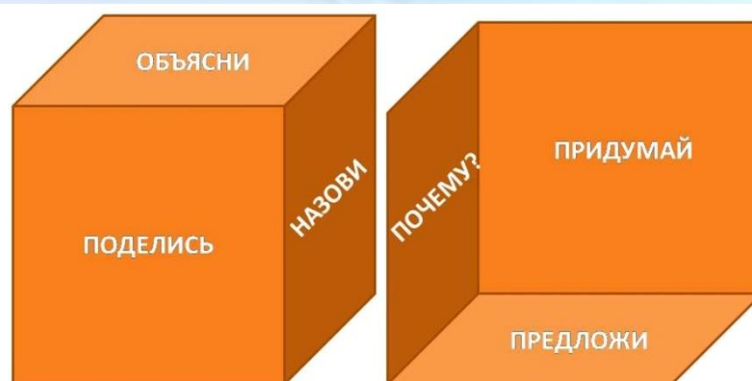 ОБЪЯСНИ
ПОДЕЛИСЬ
НАЗОВИ
ПОЧЕМУ?
ПРИДУМАЙ
ПРЕДЛОЖИ